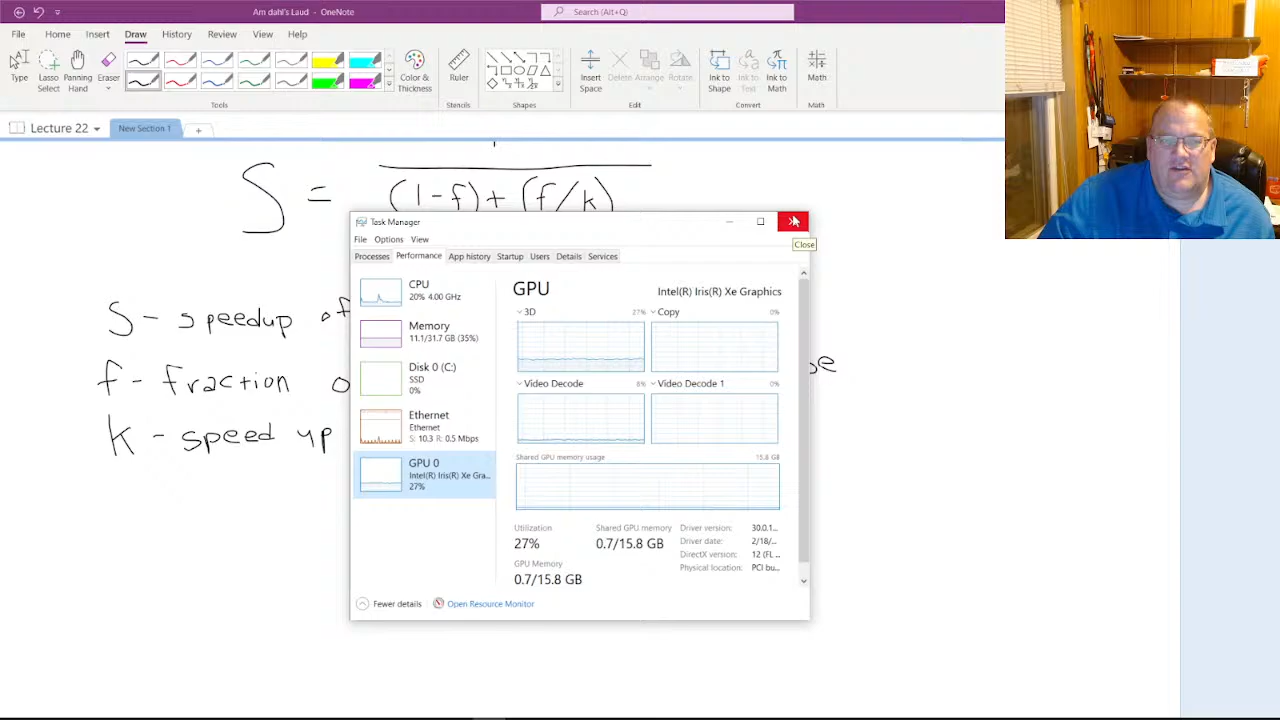 Am dahl's Laud - OneNote
Search (Alt+Q)
File Home Insert Draw History Review View Help
Type
Lasso Select
Panning Hand
Eraser
Color & Thickness
Ruler
Insert Space
Delete
Arrange
Rotate
Ink to Shape
Ink to Text
Ink to Math
Math
Tools
Stencils
Shapes
Edit
Convert
Math
Lecture 22
New Section 1
+
S =
(1-f)+(f/k)
S - speedup of
f - fraction
k - speed up
Task Manager
Close
File Options View
Processes Performance App history Startup Users Details Services
CPU
20% 4.00 GHz
Memory
11.1/31.7 GB (35%)
Disk 0 (C:)
SSD
0%
Ethernet
Ethernet
S: 10.3 R: 0.5 Mbps
GPU 0
Intel(R) Iris(R) Xe Gra...
27%
GPU
Intel(R) Iris(R) Xe Graphics
3D 27%
Copy 0%
Video Decode 8%
Video Decode 1 0%
Shared GPU memory usage 15.8 GB
Utilization
27%
Shared GPU memory
0.7/15.8 GB
GPU Memory
0.7/15.8 GB
Driver version: 30.0.1...
Driver date: 2/18/...
DirectX version: 12 (FL ...
Physical location: PCI bu...
Fewer details
Open Resource Monitor